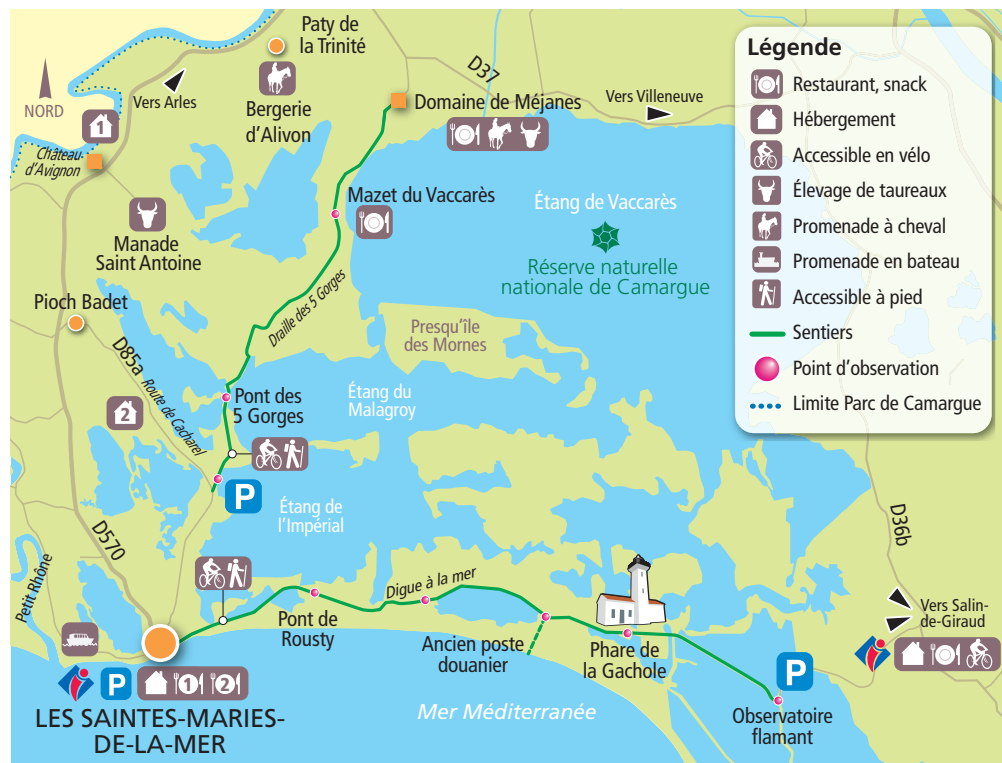 Paty de
la Trinité
NORD
Vers Arles
D37
Bergerie
d'Alivon
Domaine de Méjanes
Vers Villeneuve
1
Château
d'Avignon
Mazet du Vaccarès
Étang de Vaccarès
Manade
Saint Antoine
Réserve naturelle
nationale de Camargue
Pioch Badet
Draille des 5 Gorges
Presqu'île
des Mornes
D85a
Route de Cacharel
Pont des
5 Gorges
Étang du
Malagroy
2
P
Étang de
l'Impérial
D570
D36b
Petit Rhône
Digue à la mer
Pont de
Rousty
Ancien poste
douanier
Phare de
la Gachole
Vers Salin-
de-Giraud
P
Observatoire
flamant
P
1
2
LES SAINTES-MARIES-
DE-LA-MER
Mer Méditerranée
Légende
Restaurant, snack
Hébergement
Accessible en vélo
Élevage de taureaux
Promenade à cheval
Promenade en bateau
Accessible à pied
Sentiers
Point d'observation
Limite Parc de Camargue